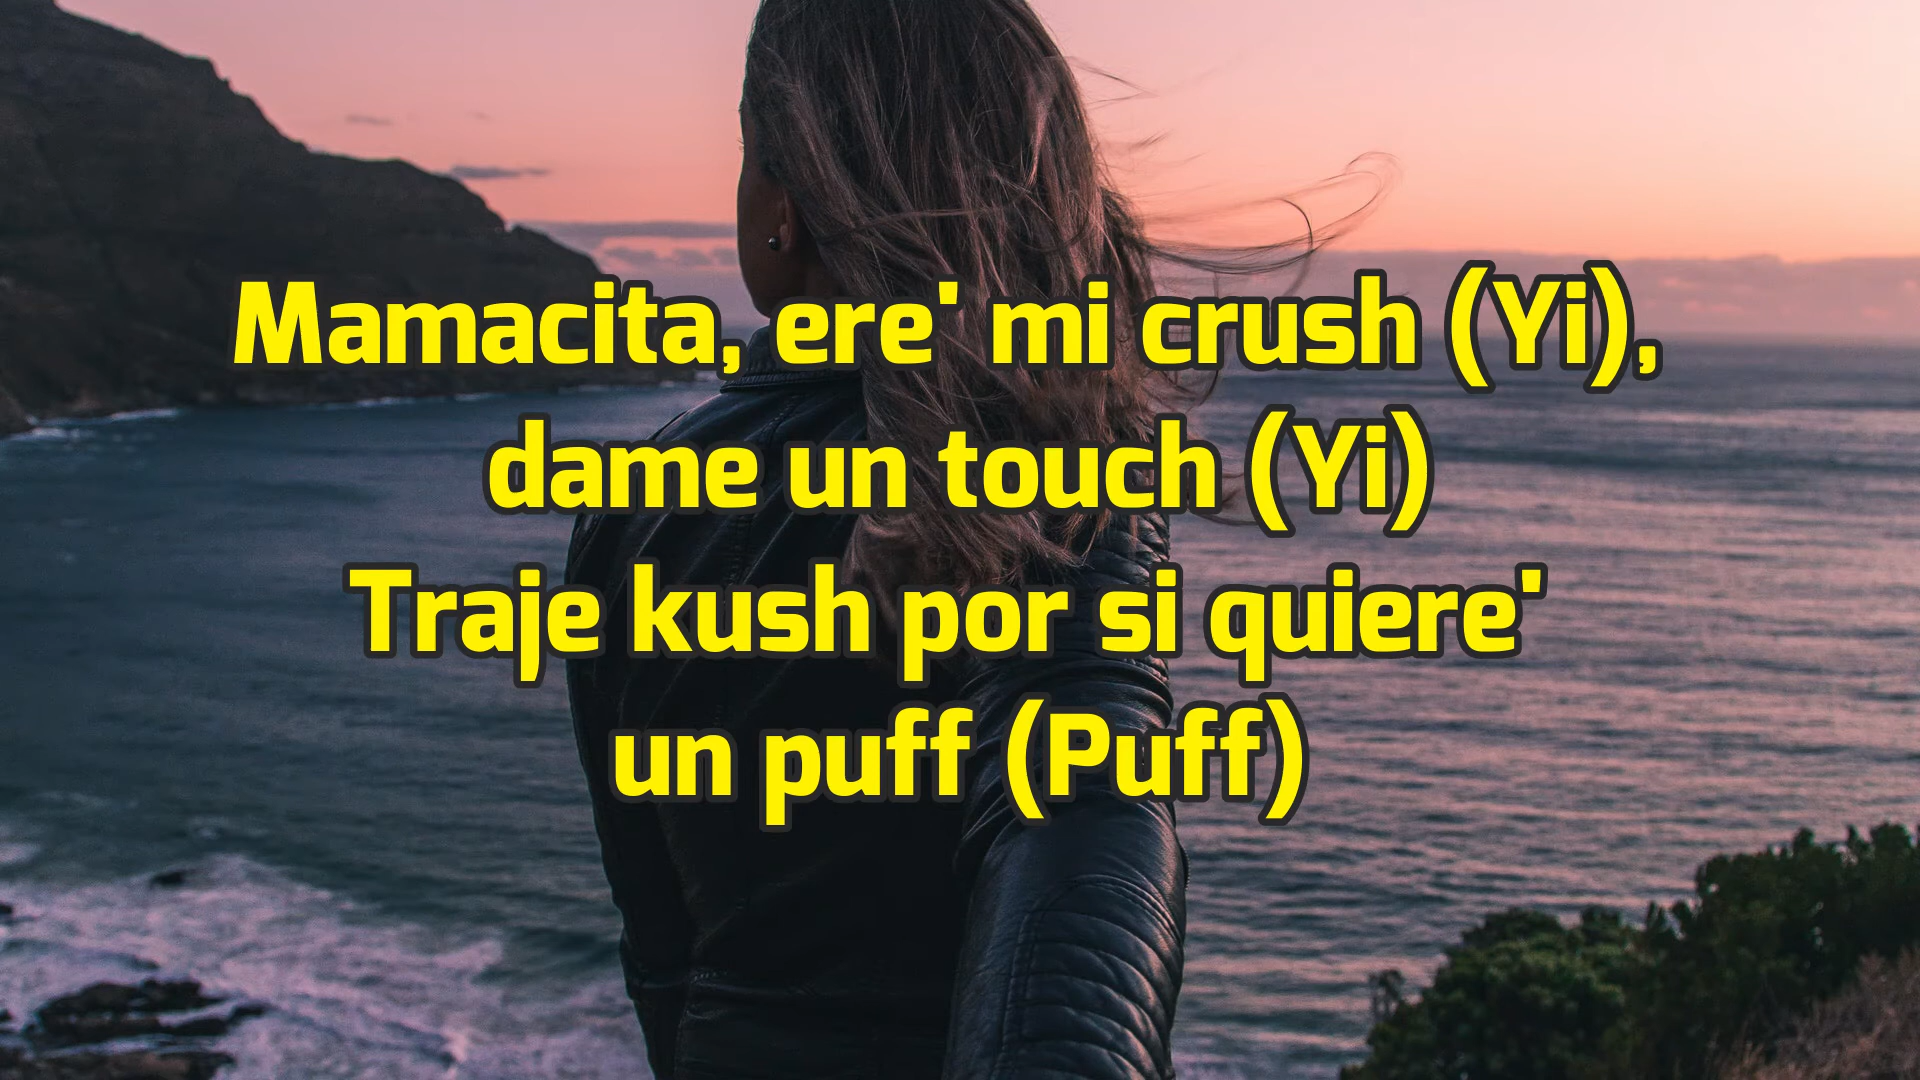 Mamacita, ere' mi crush (Yi),
dame un touch (Yi)
Traje kush por si quiere'
un puff (Puff)